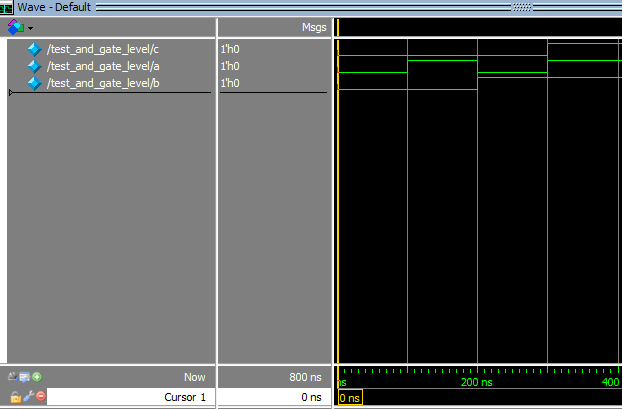 Wave - Default
Msgs
/test_and_gate_level/c 1'h0
/test_and_gate_level/a 1'h0
/test_and_gate_level/b 1'h0
Now 800 ns ns 200 ns 400
Cursor 1 0 ns 0 ns